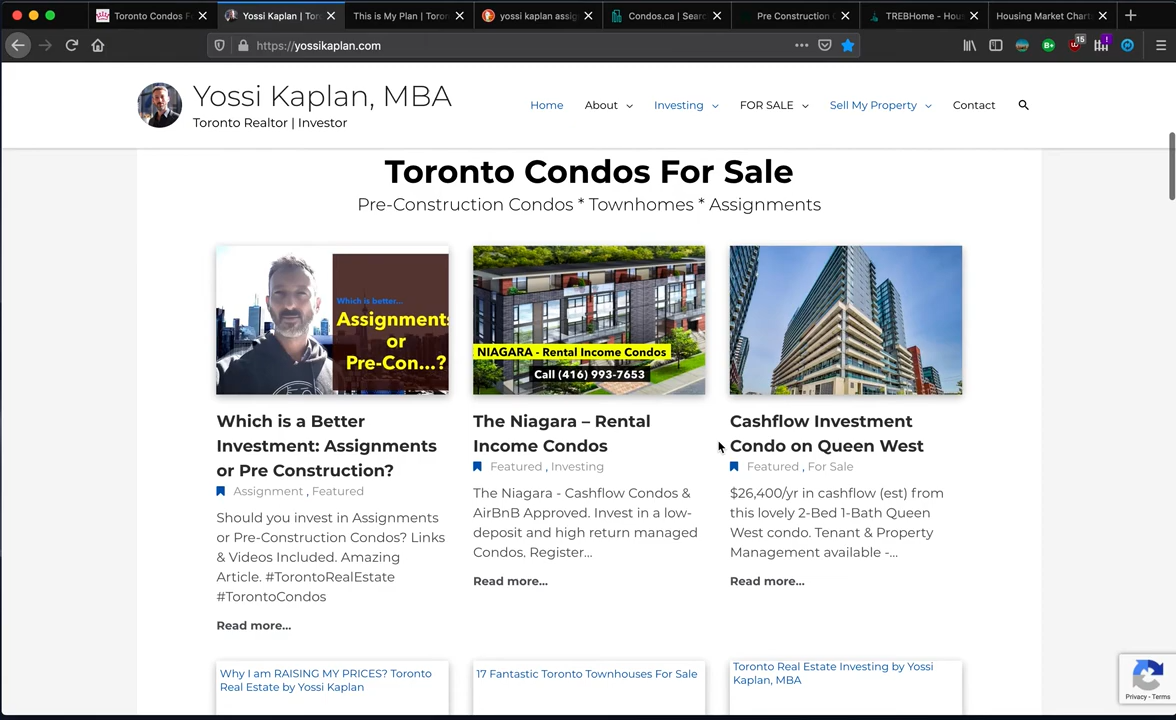 Toronto Condos F
Yossi Kaplan | Tor
This is My Plan | Toron
yossi kaplan assig
Condos.ca | Sear
Pre Construction
TREBHome - Hou
Housing Market Chart
https://yossikaplan.com
15
Yossi Kaplan, MBA
Toronto Realtor | Investor
Home
About
Investing
FOR SALE
Sell My Property
Contact
Toronto Condos For Sale
Pre-Construction Condos * Townhomes * Assignments
Which is better...
Assignments
or
Pre-Con...?
Which is a Better
Investment: Assignments
or Pre Construction?
Assignment , Featured
Should you invest in Assignments
or Pre-Construction Condos? Links
& Videos Included. Amazing
Article. #TorontoRealEstate
#TorontoCondos
Read more...
NIAGARA - Rental Income Condos
Call (416) 993-7653
The Niagara – Rental
Income Condos
Featured , Investing
The Niagara - Cashflow Condos &
AirBnB Approved. Invest in a low-
deposit and high return managed
Condos, Register...
Read more...
Cashflow Investment
Condo on Queen West
Featured , For Sale
$26,400/yr in cashflow (est) from
this lovely 2-Bed 1-Bath Queen
West condo. Tenant & Property
Management available -...
Read more...
Why I am RAISING MY PRICES? Toronto
Real Estate by Yossi Kaplan
17 Fantastic Toronto Townhouses For Sale
Toronto Real Estate Investing by Yossi
Kaplan, MBA
Privacy - Terms